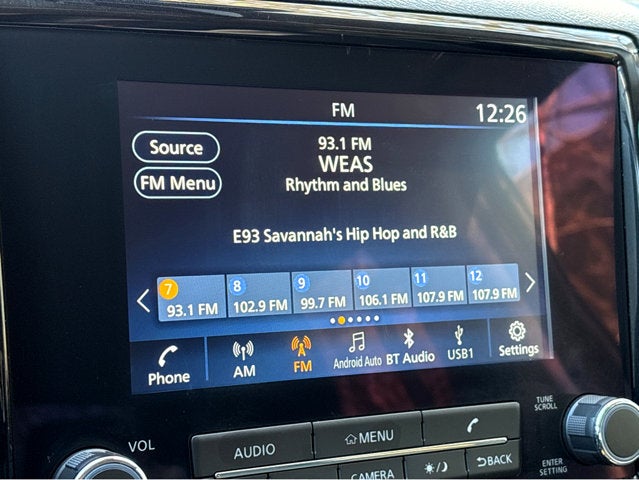 FM
12:26
Source
93.1 FM
WEAS
FM Menu
Rhythm and Blues
E93 Savannah's Hip Hop and R&B
7 8 9 10 11 12
93.1 FM 102.9 FM 99.7 FM 106.1 FM 107.9 FM 107.9 FM
Phone AM FM Android Auto BT Audio USB1 Settings
VOL
AUDIO
MENU
TUNE
SCROLL
CAMERA
BACK
ENTER
SETTING